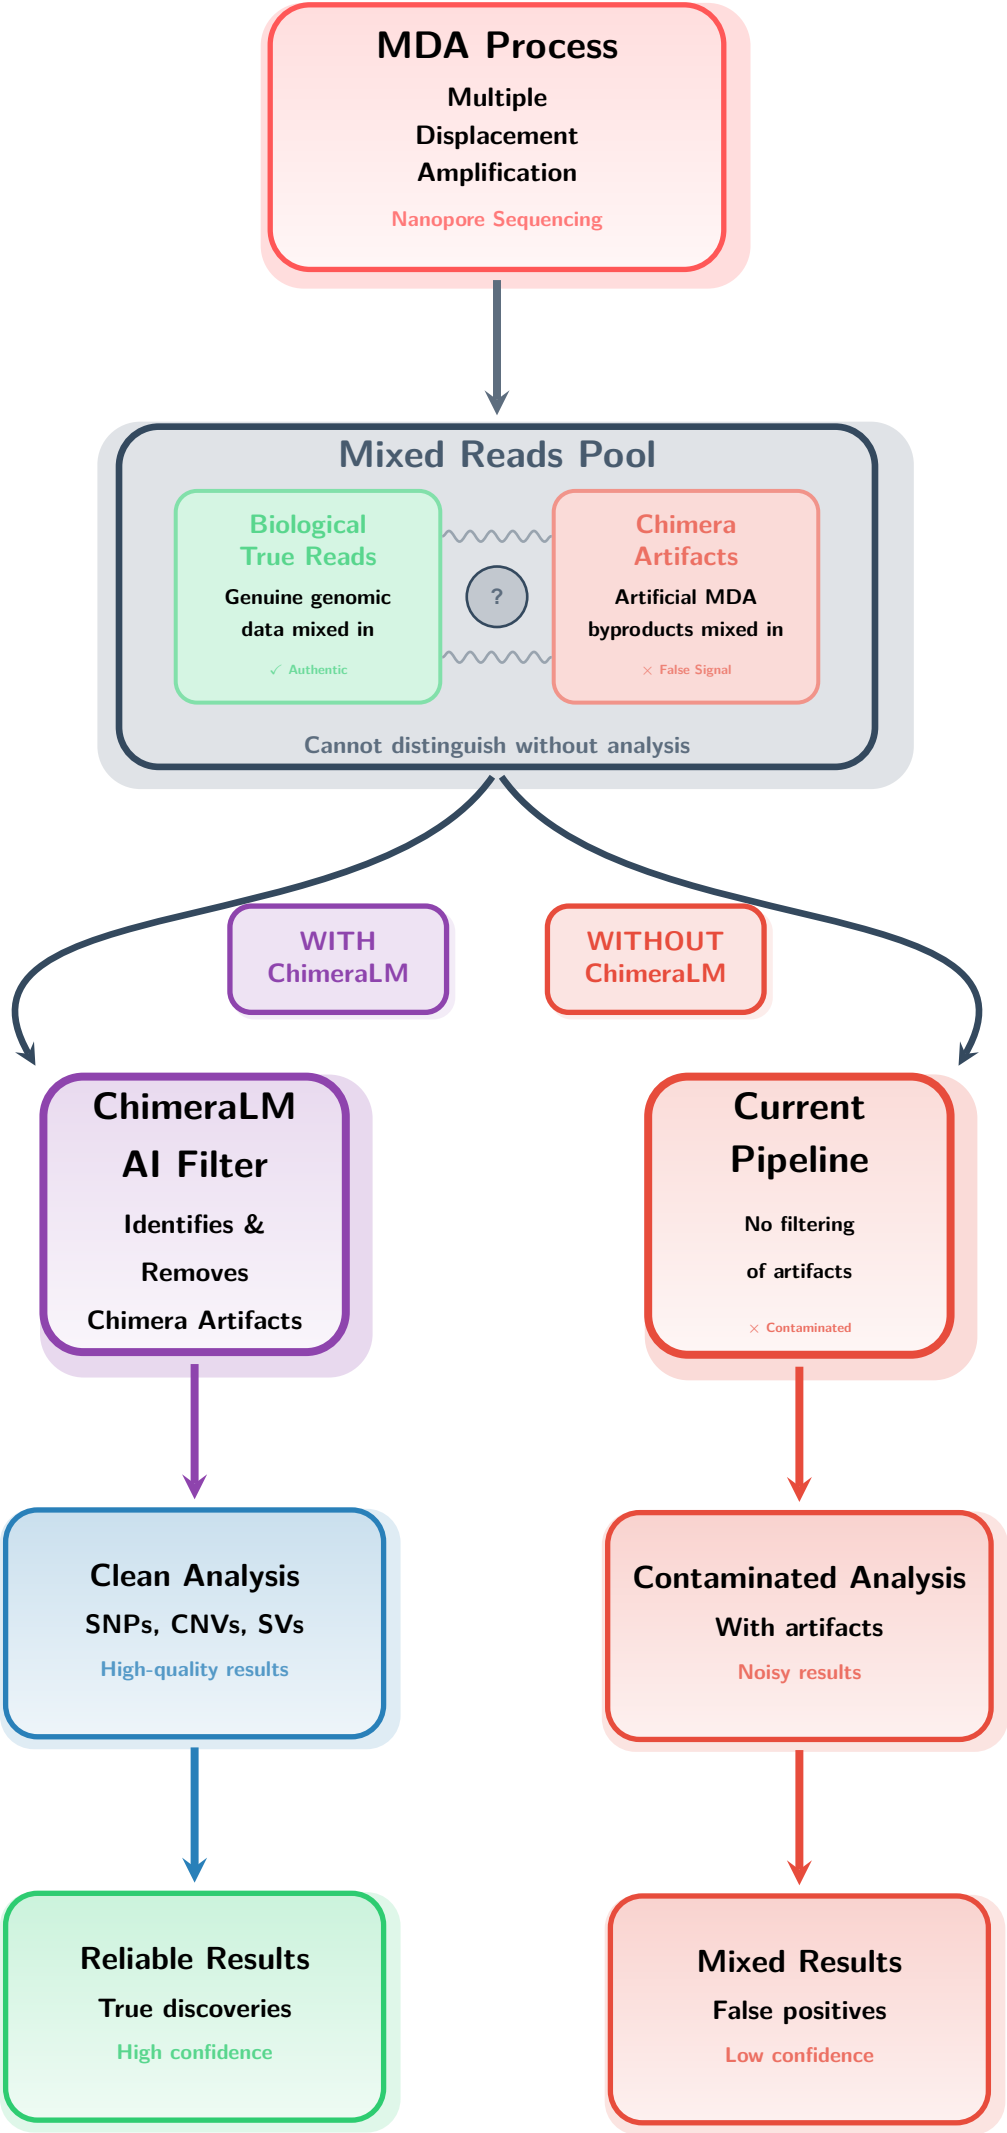 MDA Process
Multiple
Displacement
Amplification
Nanopore Sequencing
Mixed Reads Pool
Biological
True Reads
Genuine genomic
data mixed in
✓ Authentic
?
Chimera
Artifacts
Artificial MDA
byproducts mixed in
× False Signal
Cannot distinguish without analysis
WITH
ChimeraLM
WITHOUT
ChimeraLM
ChimeraLM
AI Filter
Identifies &
Removes
Chimera Artifacts
Current
Pipeline
No filtering
of artifacts
× Contaminated
Clean Analysis
SNPs, CNVs, SVs
High-quality results
Contaminated Analysis
With artifacts
Noisy results
Reliable Results
True discoveries
High confidence
Mixed Results
False positives
Low confidence